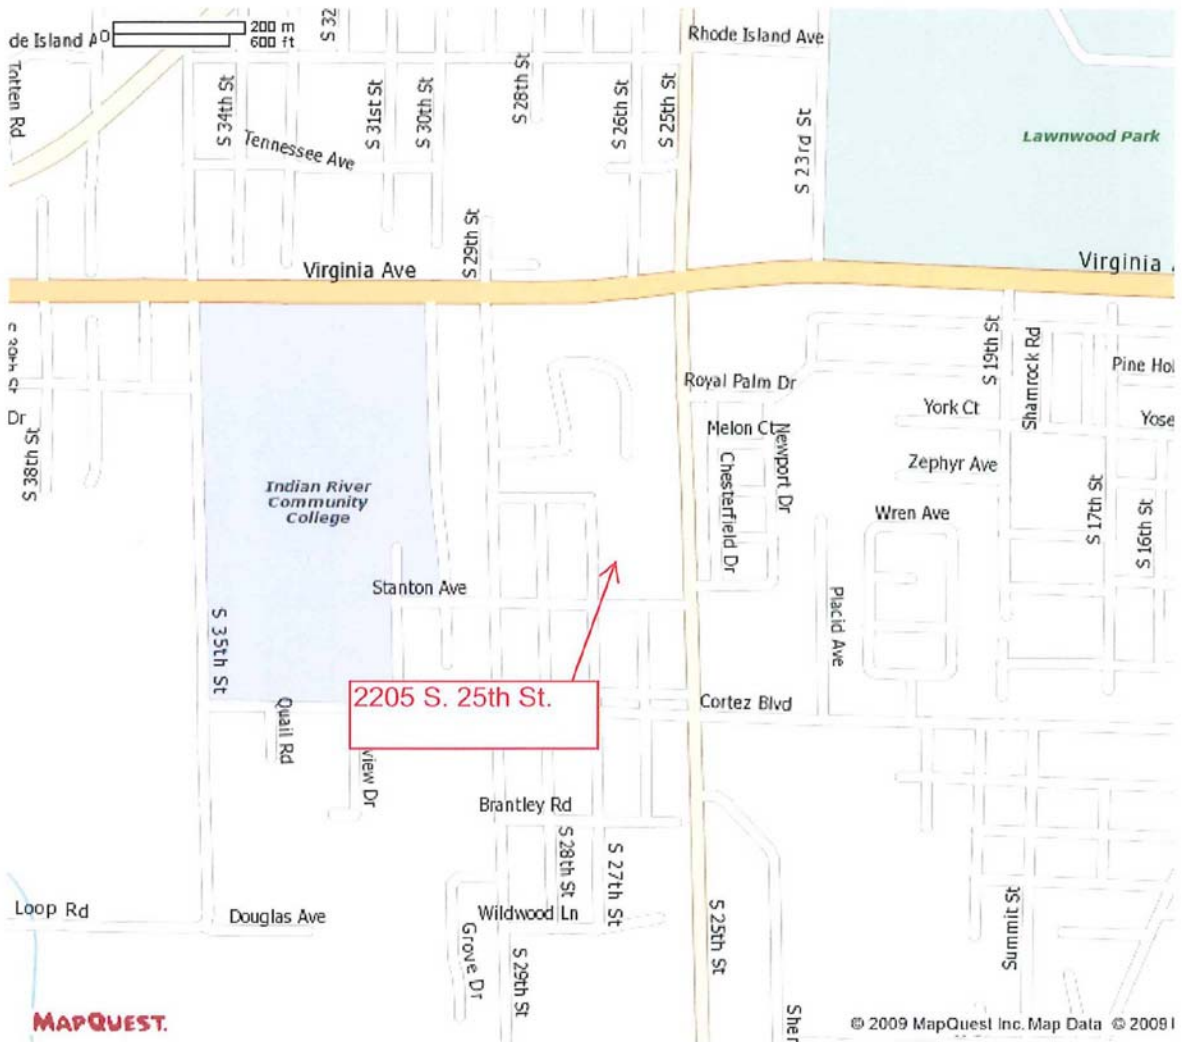 de Island A
0
200 m
600 ft
S 32
Rhode Island Ave
Totten Rd
S 34th St
S 31st St
S 30th St
S 28th St
S 26th St
S 25th St
S 23rd St
Lawnwood Park
Tennessee Ave
S 29th St
Virginia Ave
Virginia
S 19th St
Shamrock Rd
Pine Hol
Royal Palm Dr
Dr
York Ct
Yose
Melon Ct
Newport Dr
S 38th St
Zephyr Ave
Chesterfield Dr
Indian River
Community
College
S 17th St
S 16th St
Wren Ave
Stanton Ave
Placid Ave
S 35th St
2205 S. 25th St.
Quail Rd
Cortez Blvd
view Dr
Brantley Rd
S 28th St
S 27th St
Loop Rd
Douglas Ave
Wildwood Ln
Grove Dr
S 29th St
S 25th St
Summit St
Sher
MAPQUEST.
© 2009 MapQuest Inc. Map Data © 2009